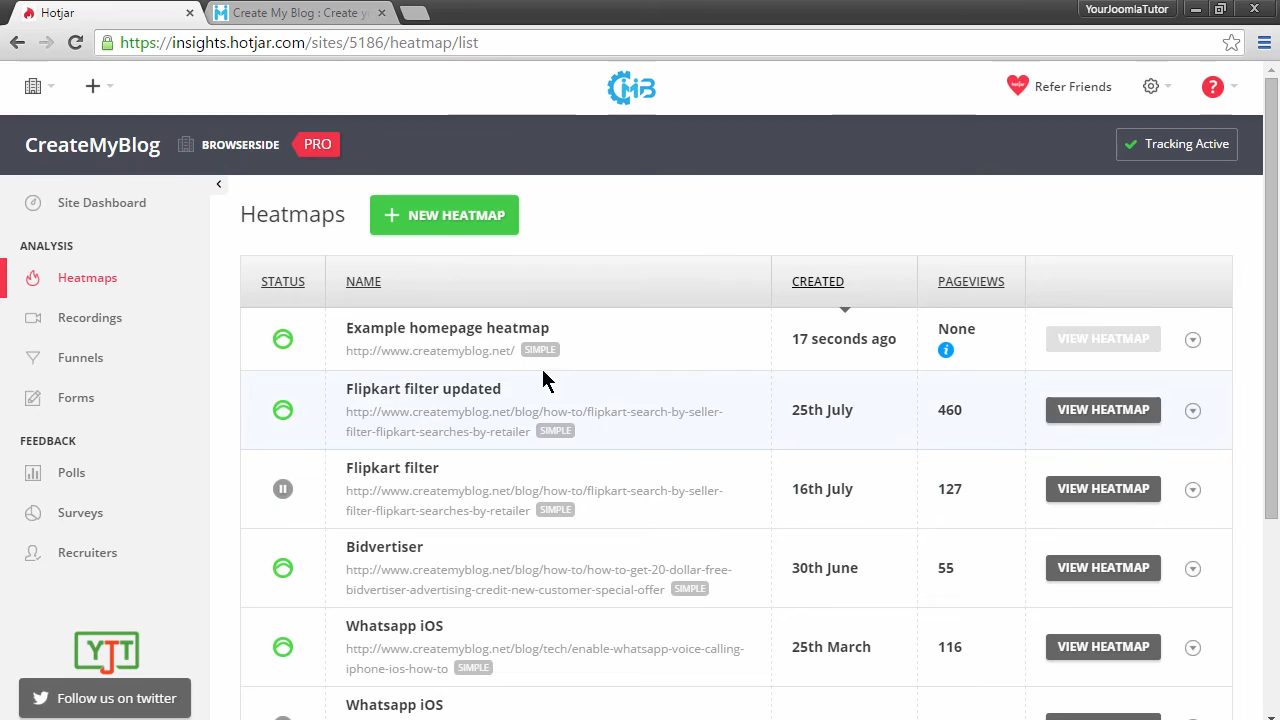 Hotjar
Create My Blog : Create y
YourJoomlaTutor
https://insights.hotjar.com/sites/5186/heatmap/list
CMB
hotjar
Refer Friends
?
CreateMyBlog
BROWSERSIDE
PRO
Tracking Active
Site Dashboard
ANALYSIS
Heatmaps
Recordings
Funnels
Forms
FEEDBACK
Polls
Surveys
Recruiters
YJT
Follow us on twitter
Heatmaps
+ NEW HEATMAP
STATUS NAME CREATED PAGEVIEWS
Example homepage heatmap
http://www.createmyblog.net/ SIMPLE
17 seconds ago
None
i
VIEW HEATMAP
Flipkart filter updated
http://www.createmyblog.net/blog/how-to/flipkart-search-by-seller-
filter-flipkart-searches-by-retailer SIMPLE
25th July
460
VIEW HEATMAP
Flipkart filter
http://www.createmyblog.net/blog/how-to/flipkart-search-by-seller-
filter-flipkart-searches-by-retailer SIMPLE
16th July
127
VIEW HEATMAP
Bidvertiser
http://www.createmyblog.net/blog/how-to/how-to-get-20-dollar-free-
bidvertiser-advertising-credit-new-customer-special-offer SIMPLE
30th June
55
VIEW HEATMAP
Whatsapp iOS
http://www.createmyblog.net/blog/tech/enable-whatsapp-voice-calling-
iphone-ios-how-to SIMPLE
25th March
116
VIEW HEATMAP
Whatsapp iOS